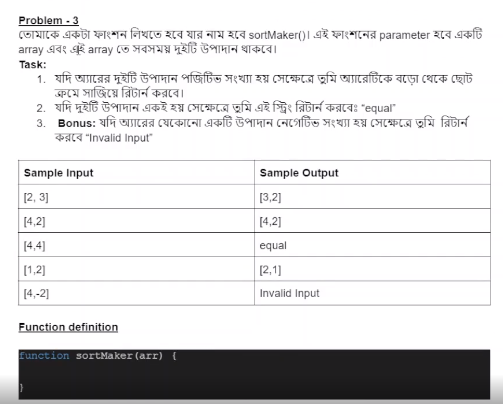 Problem - 3
তোমাকে একটা ফাংশন লিখতে হবে যার নাম হবে sortMaker()। এই ফাংশনের parameter হবে একটি
array এবং এই array তে সবসময় দুইটি উপাদান থাকবে।
Task:
1. যদি অ্যারের দুইটি উপাদান পজিটিভ সংখ্যা হয় সেক্ষেত্রে তুমি অ্যারেটিকে বড়ো থেকে ছোট
ক্রমে সাজিয়ে রিটার্ন করবে।
2. যদি দুইটি উপাদান একই হয় সেক্ষেত্রে তুমি এই স্ট্রিং রিটার্ন করবেঃ "equal"
3. Bonus: যদি অ্যারের যেকোনো একটি উপাদান নেগেটিভ সংখ্যা হয় সেক্ষেত্রে তুমি রিটার্ন
করবে "Invalid Input"
Sample Input Sample Output
[2, 3] [3,2]
[4,2] [4,2]
[4,4] equal
[1,2] [2,1]
[4,-2] Invalid Input
Function definition
function sortMaker(arr) {
}